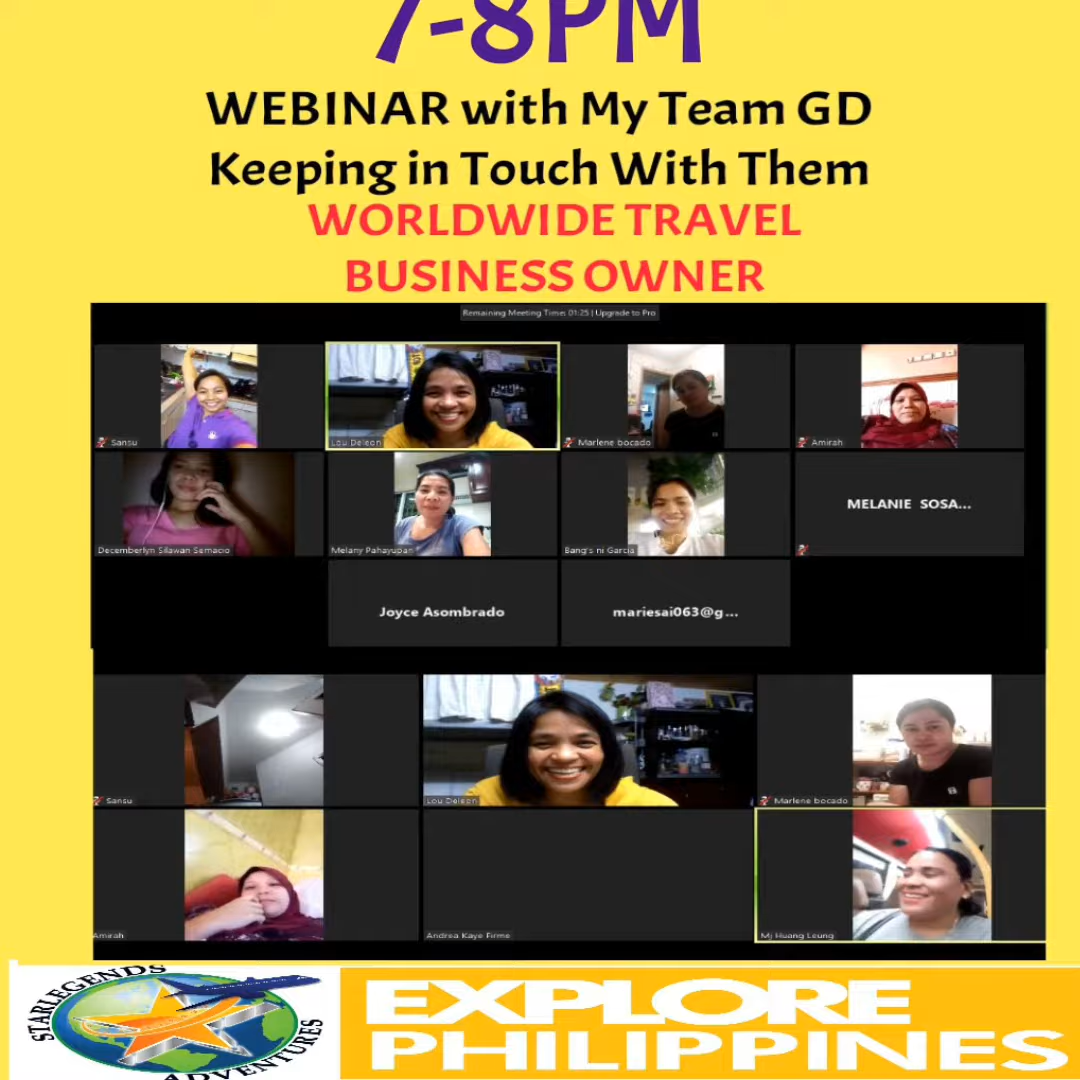 7-8PM
WEBINAR with My Team GD
Keeping in Touch With Them
WORLDWIDE TRAVEL
BUSINESS OWNER
Remaining Meeting Time: 01:25 | Upgrade to Pro
Sansu
Lou Deleon
Marlene bocado
Amirah
Decemberlyn Sillawan Semacio
Melany Pahayupan
Bang's ni Garcia
MELANIE SOSA...
Joyce Asombrado
mariesai063@g...
Sansu
Lou Deleon
Marlene bocado
Amirah
Andrea Kaye Firme
Mj Huang Leung
STARLEGENDS
ADVENTURES
EXPLORE
PHILIPPINES